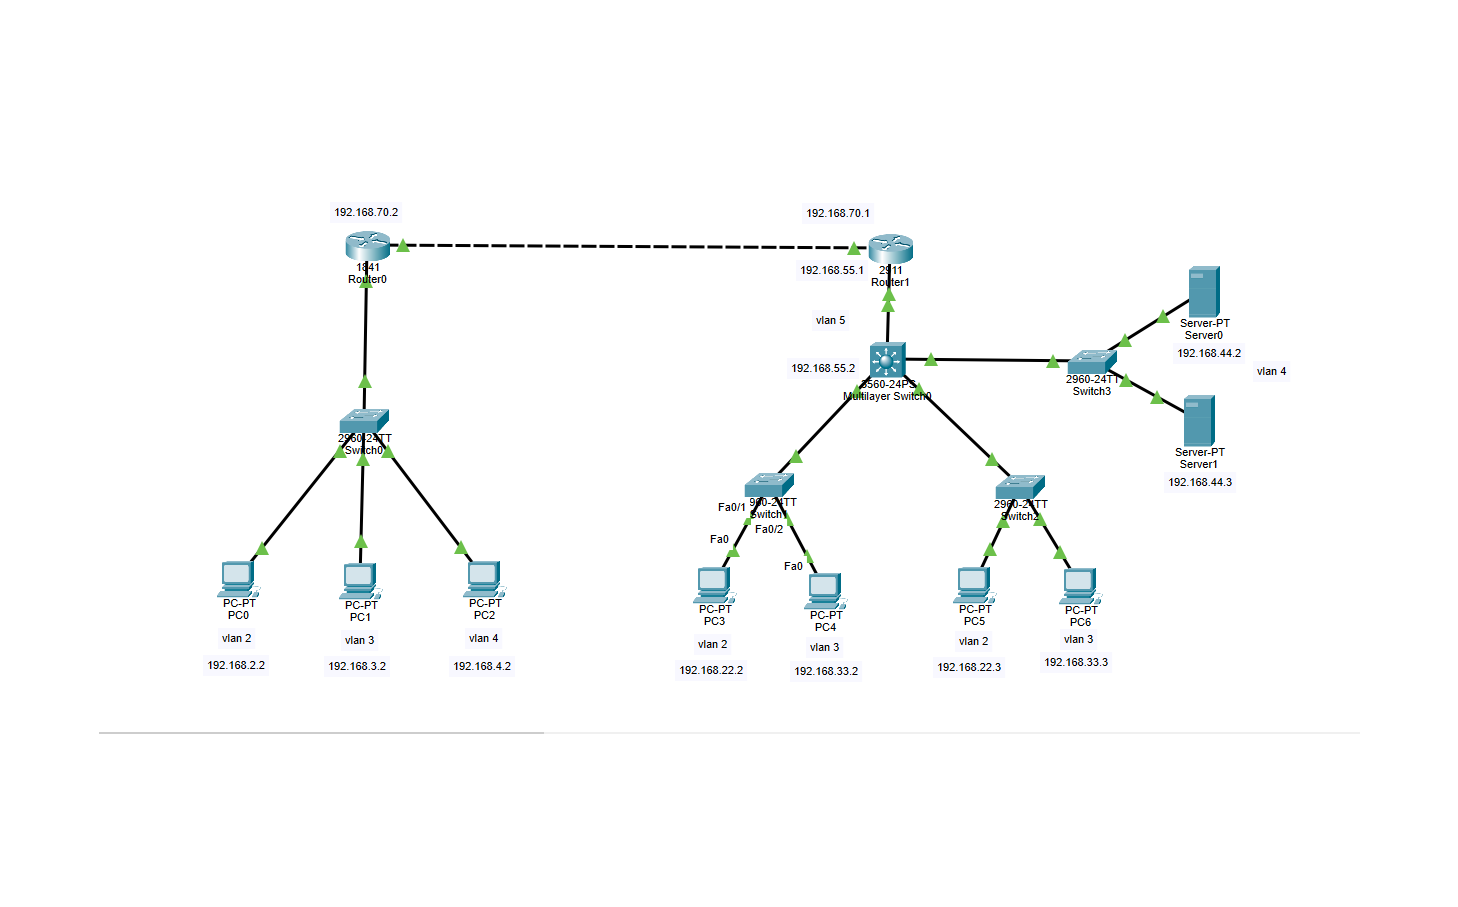 192.168.70.2
192.168.70.1
1841
Router0
192.168.55.1
2911
Router1
vlan 5
Server-PT
Server0
192.168.44.2
192.168.55.2
3560-24PS
Multilayer Switch0
2960-24TT
Switch3
vlan 4
2960-24TT
Switch0
Server-PT
Server1
192.168.44.3
Fa0/1
960-24TT
Switch1
Fa0/2
2960-24TT
Switch2
Fa0
Fa0
PC-PT
PC0
PC-PT
PC1
PC-PT
PC2
PC-PT
PC3
PC-PT
PC4
PC-PT
PC5
PC-PT
PC6
vlan 2
vlan 3
vlan 4
vlan 2
vlan 3
vlan 2
vlan 3
192.168.2.2
192.168.3.2
192.168.4.2
192.168.22.2
192.168.33.2
192.168.22.3
192.168.33.3